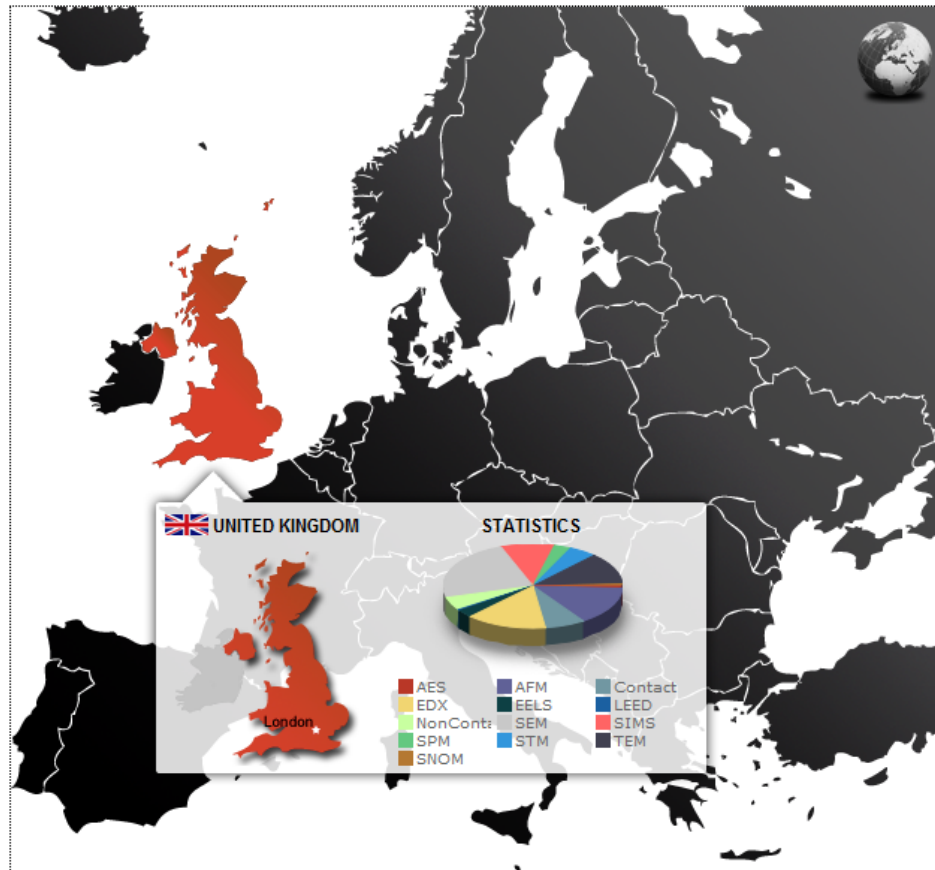 UNITED KINGDOM
STATISTICS
London
AES AFM Contact
EDX EELS LEED
NonConta SEM SIMS
SPM STM TEM
SNOM